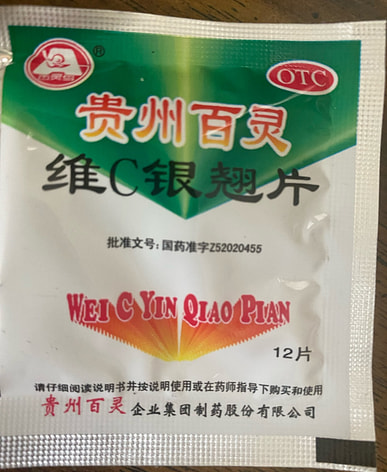 百灵鸟
®
OTC
贵州百灵
维C银翘片
批准文号:国药准字Z52020455
WEI C YIN QIAO PIAN
12片
请仔细阅读说明书并按说明使用或在药师指导下购买和使用
贵州百灵 企业集团制药股份有限公司